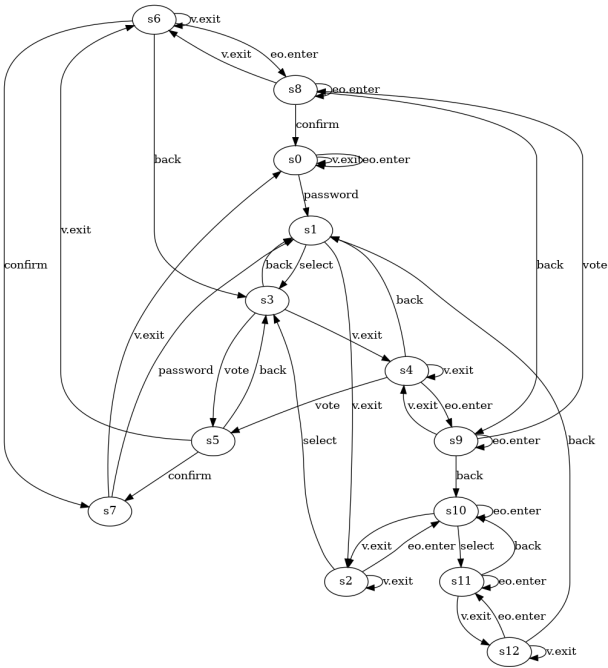 s6
v.exit
v.exit
eo.enter
s8
eo.enter
confirm
s0
v.exit
eo.enter
password
s1
back
v.exit
confirm
back
vote
back
select
s3
v.exit
v.exit
back
password
vote
back
s4
v.exit
v.exit
vote
v.exit
eo.enter
s5
s9
eo.enter
select
back
confirm
back
s7
s10
eo.enter
v.exit
eo.enter
select
back
s2
v.exit
s11
eo.enter
v.exit
eo.enter
s12
v.exit